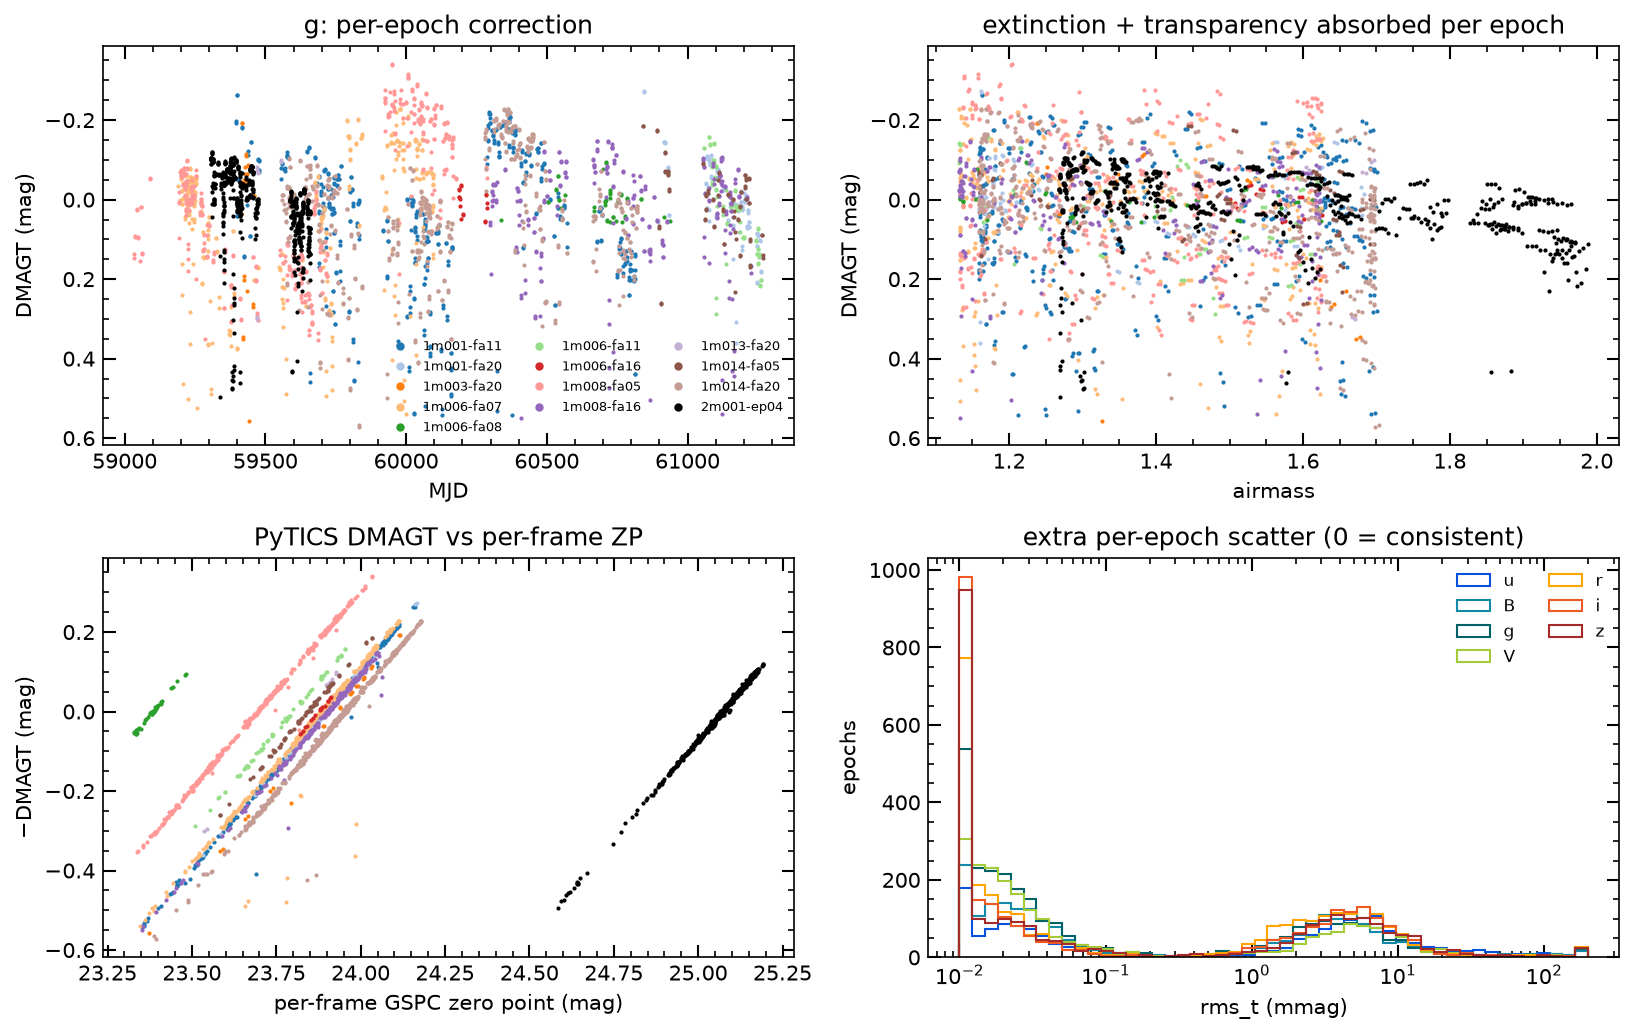 g: per-epoch correction
DMAGT (mag)
−0.2
0.0
0.2
0.4
0.6
1m001-fa11
1m001-fa20
1m003-fa20
1m006-fa07
1m006-fa08
1m006-fa11
1m006-fa16
1m008-fa05
1m008-fa16
1m013-fa20
1m014-fa05
1m014-fa20
2m001-ep04
59000 59500 60000 60500 61000
MJD
extinction + transparency absorbed per epoch
DMAGT (mag)
−0.2
0.0
0.2
0.4
0.6
1.2 1.4 1.6 1.8 2.0
airmass
PyTICS DMAGT vs per-frame ZP
−DMAGT (mag)
0.2
0.0
−0.2
−0.4
−0.6
23.25 23.50 23.75 24.00 24.25 24.50 24.75 25.00 25.25
per-frame GSPC zero point (mag)
extra per-epoch scatter (0 = consistent)
epochs
1000
800
600
400
200
0
u
B
g
V
r
i
z
10⁻² 10⁻¹ 10⁰ 10¹ 10²
rms_t (mmag)